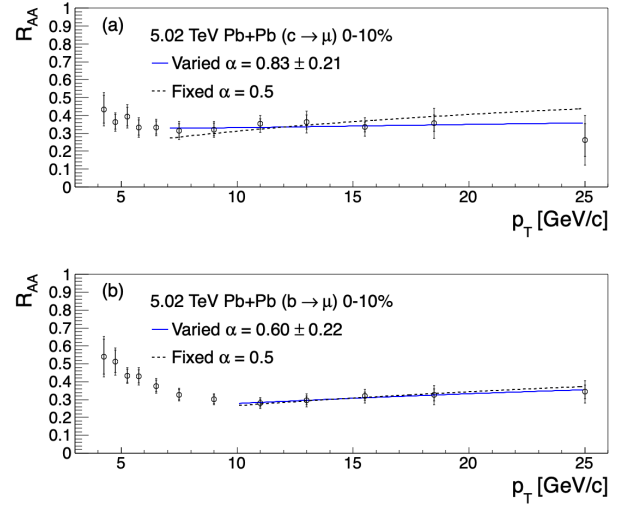 R_AA
1
0.9
0.8
0.7
0.6
0.5
0.4
0.3
0.2
0.1
0
(a)
5.02 TeV Pb+Pb (c → μ) 0-10%
Varied α = 0.83 ± 0.21
Fixed α = 0.5
5 10 15 20 25
p_T [GeV/c]
R_AA
1
0.9
0.8
0.7
0.6
0.5
0.4
0.3
0.2
0.1
0
(b)
5.02 TeV Pb+Pb (b → μ) 0-10%
Varied α = 0.60 ± 0.22
Fixed α = 0.5
5 10 15 20 25
p_T [GeV/c]